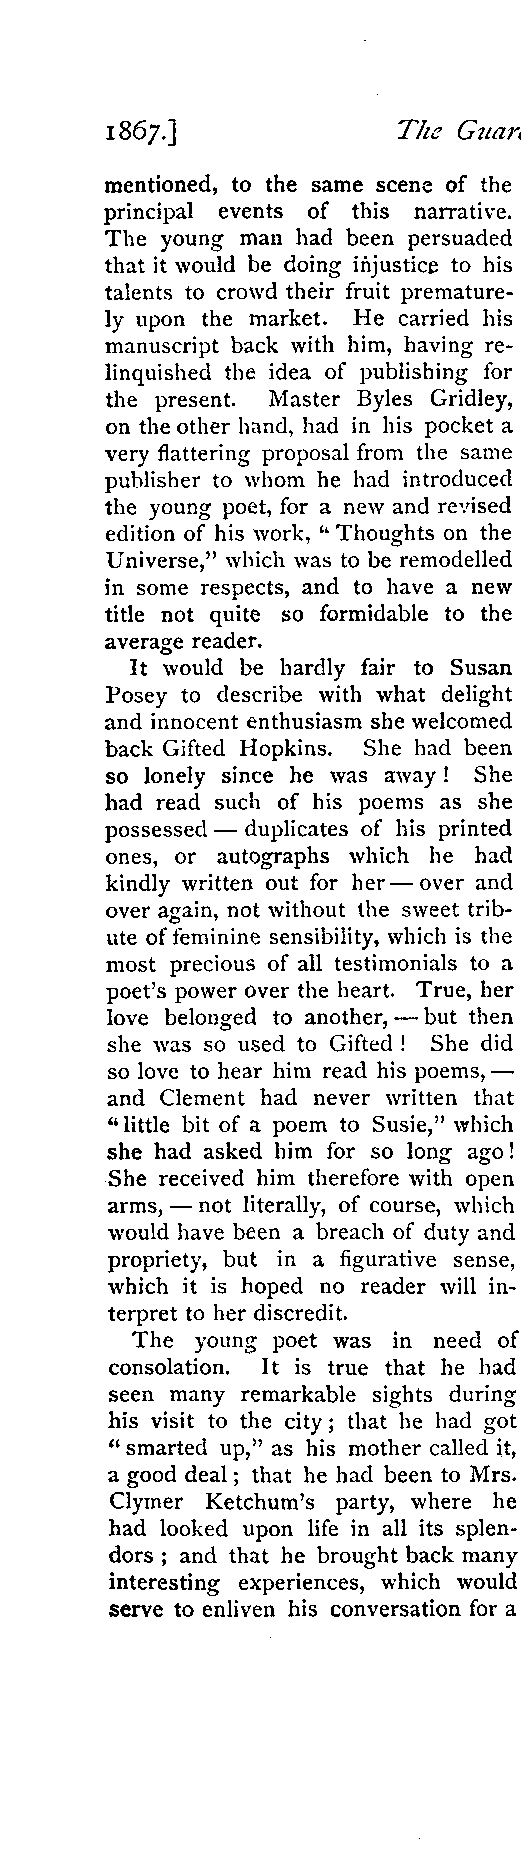 1867.] The Guar
mentioned, to the same scene of the
principal events of this narrative.
The young man had been persuaded
that it would be doing injustice to his
talents to crowd their fruit premature-
ly upon the market. He carried his
manuscript back with him, having re-
linquished the idea of publishing for
the present. Master Byles Gridley,
on the other hand, had in his pocket a
very flattering proposal from the same
publisher to whom he had introduced
the young poet, for a new and revised
edition of his work, “Thoughts on the
Universe,” which was to be remodelled
in some respects, and to have a new
title not quite so formidable to the
average reader.
It would be hardly fair to Susan
Posey to describe with what delight
and innocent enthusiasm she welcomed
back Gifted Hopkins. She had been
so lonely since he was away! She
had read such of his poems as she
possessed — duplicates of his printed
ones, or autographs which he had
kindly written out for her — over and
over again, not without the sweet trib-
ute of feminine sensibility, which is the
most precious of all testimonials to a
poet's power over the heart. True, her
love belonged to another, — but then
she was so used to Gifted! She did
so love to hear him read his poems, —
and Clement had never written that
“little bit of a poem to Susie,” which
she had asked him for so long ago!
She received him therefore with open
arms, — not literally, of course, which
would have been a breach of duty and
propriety, but in a figurative sense,
which it is hoped no reader will in-
terpret to her discredit.
The young poet was in need of
consolation. It is true that he had
seen many remarkable sights during
his visit to the city; that he had got
“smarted up,” as his mother called it,
a good deal; that he had been to Mrs.
Clymer Ketchum's party, where he
had looked upon life in all its splen-
dors; and that he brought back many
interesting experiences, which would
serve to enliven his conversation for a